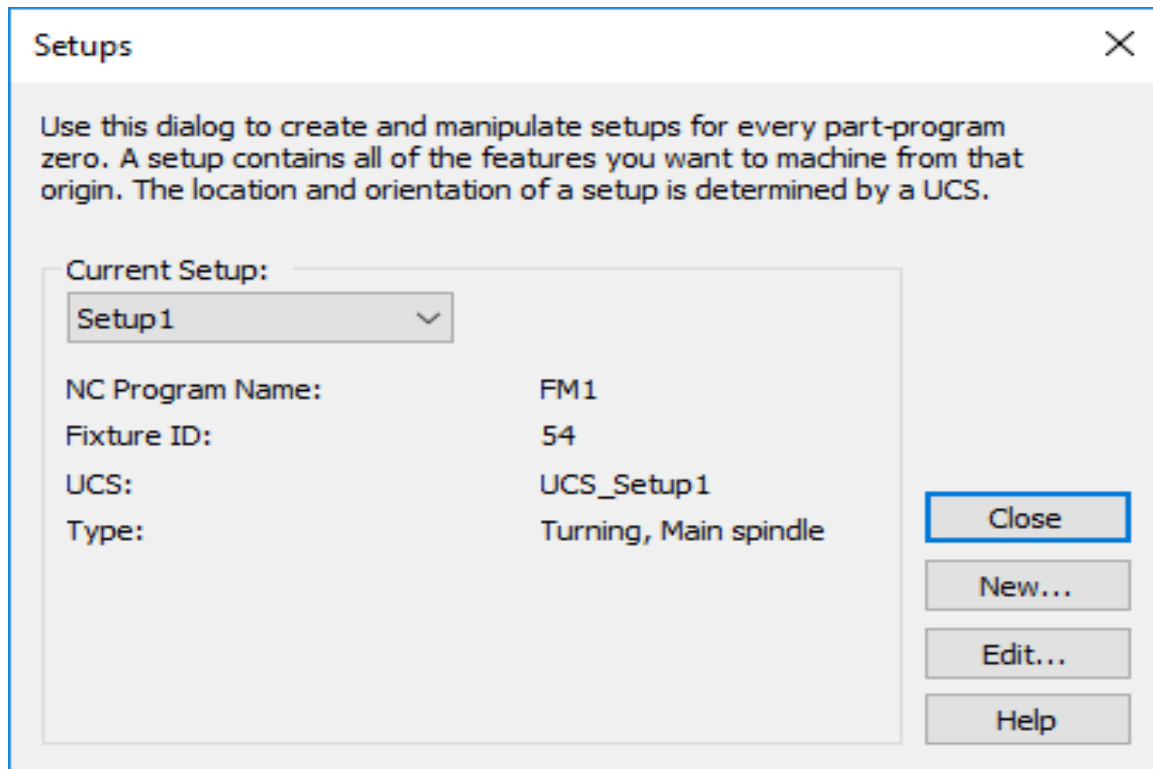 Setups
Use this dialog to create and manipulate setups for every part-program
zero. A setup contains all of the features you want to machine from that
origin. The location and orientation of a setup is determined by a UCS.
Current Setup:
Setup1
NC Program Name: FM1
Fixture ID: 54
UCS: UCS_Setup1
Type: Turning, Main spindle
Close
New...
Edit...
Help